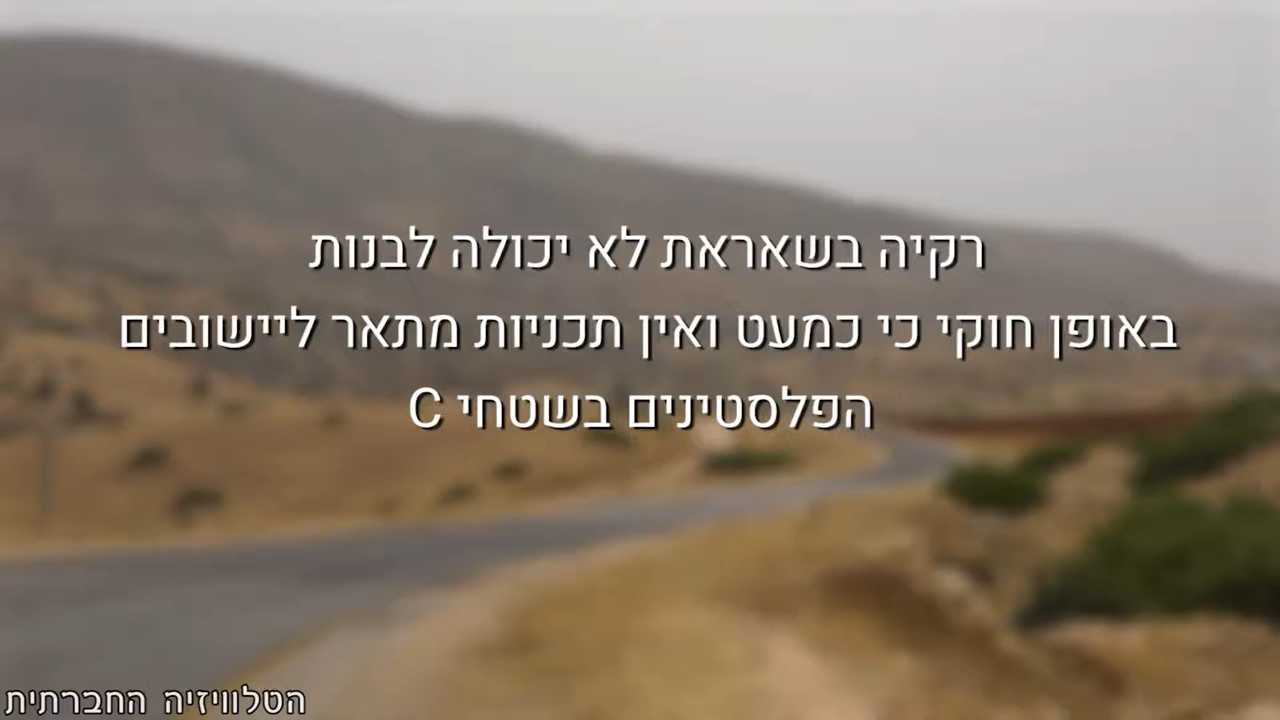 רקיה בשאראת לא יכולה לבנות
באופן חוקי כי כמעט ואין תכניות מתאר ליישובים
הפלסטינים בשטחי C
הטלוויזיה החברתית